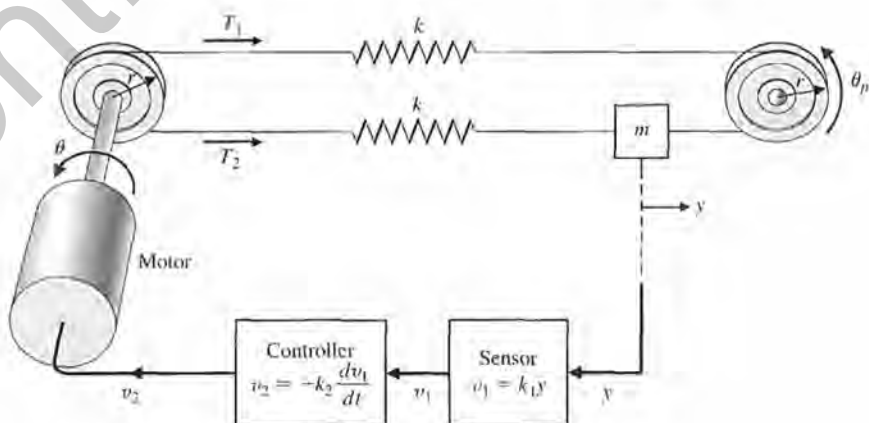 T₁
k
r
r
θₚ
k
m
θ
T₂
y
Motor
Controller
v₂ = −k₂ dv₁/dt
Sensor
v₁ = k₁y
v₂
v₁
y